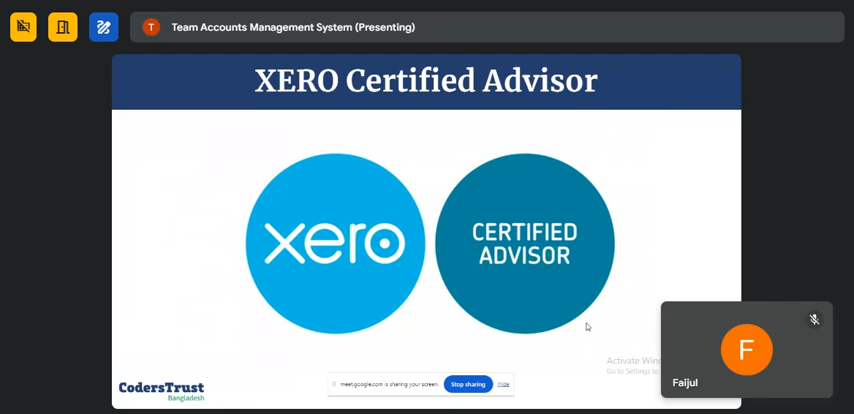 T Team Accounts Management System (Presenting)
XERO Certified Advisor
xero
CERTIFIED
ADVISOR
Activate Win
Go to Settings to
CodersTrust
Bangladesh
meet.google.com is sharing your screen.
Stop sharing
Hide
F
Faijul